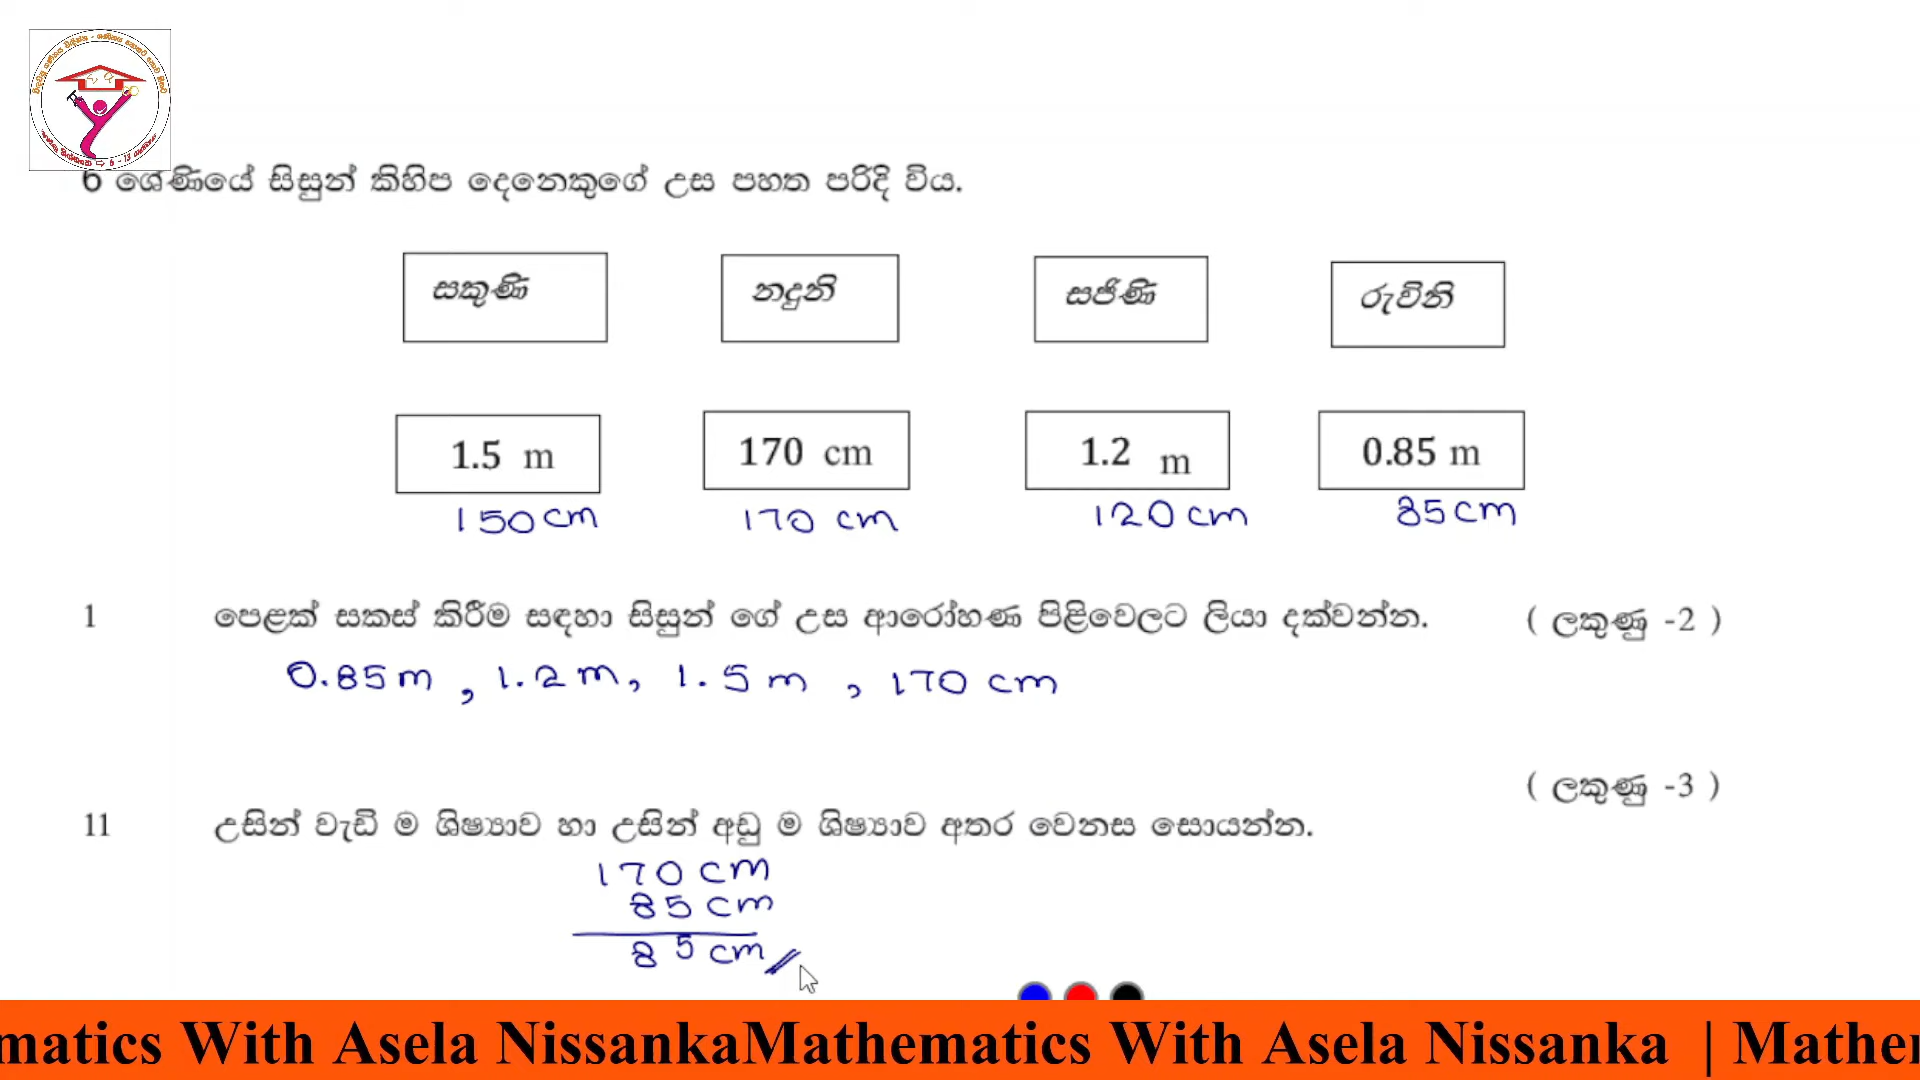 6 ශ්‍රේණියේ සිසුන් කිහිප දෙනෙකුගේ උස පහත පරිදි විය.
සකුණි නදුනි සජිණි රුවිනි
1.5 m 170 cm 1.2 m 0.85 m
150 cm 170 cm 120 cm 85 cm
1 පෙළක් සකස් කිරීම සඳහා සිසුන් ගේ උස ආරෝහණ පිළිවෙලට ලියා දක්වන්න. ( ලකුණු -2 )
0.85 m , 1.2 m, 1.5 m , 170 cm
( ලකුණු -3 )
11 උසින් වැඩි ම ශිෂ්‍යාව හා උසින් අඩු ම ශිෂ්‍යාව අතර වෙනස සොයන්න.
170 cm
85 cm
85 cm
matics With Asela NissankaMathematics With Asela Nissanka | Mathe